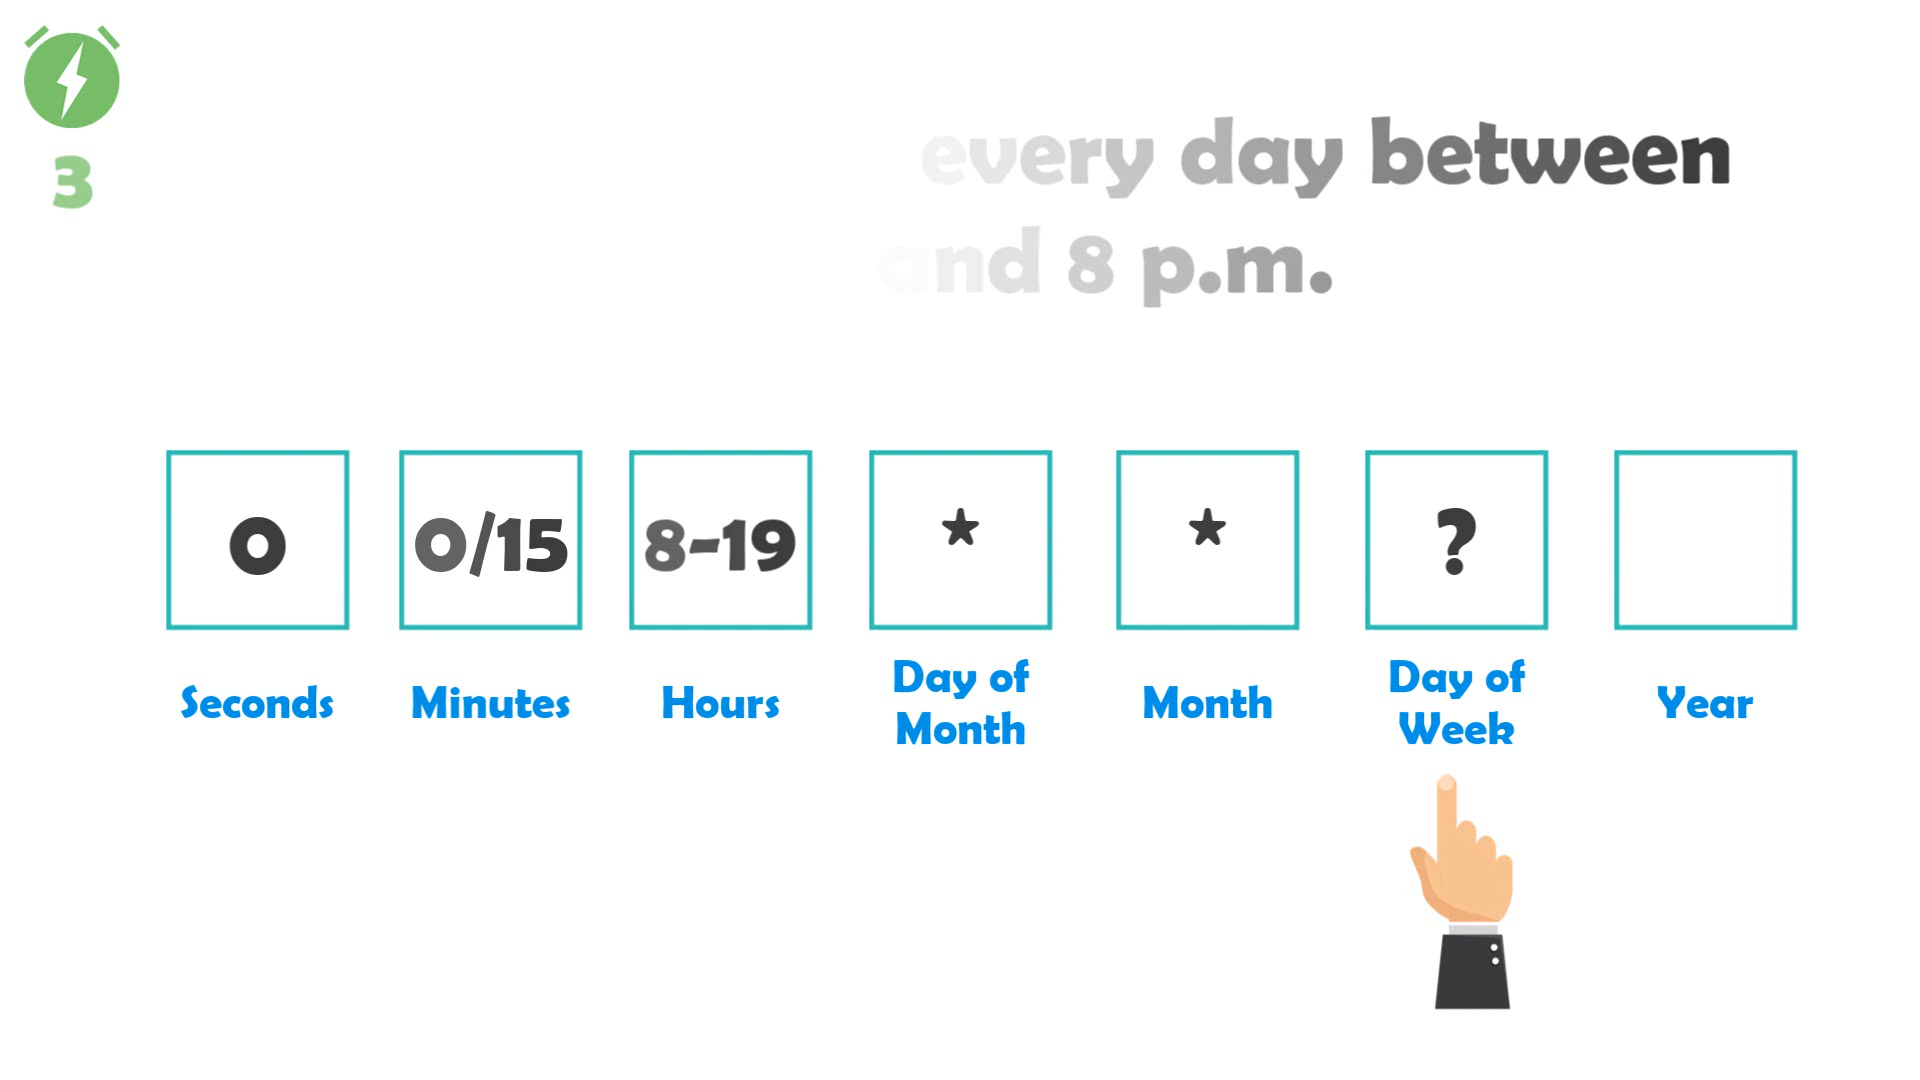 3
every day between
and 8 p.m.
0
0/15
8-19
*
*
?
Seconds
Minutes
Hours
Day of
Month
Month
Day of
Week
Year